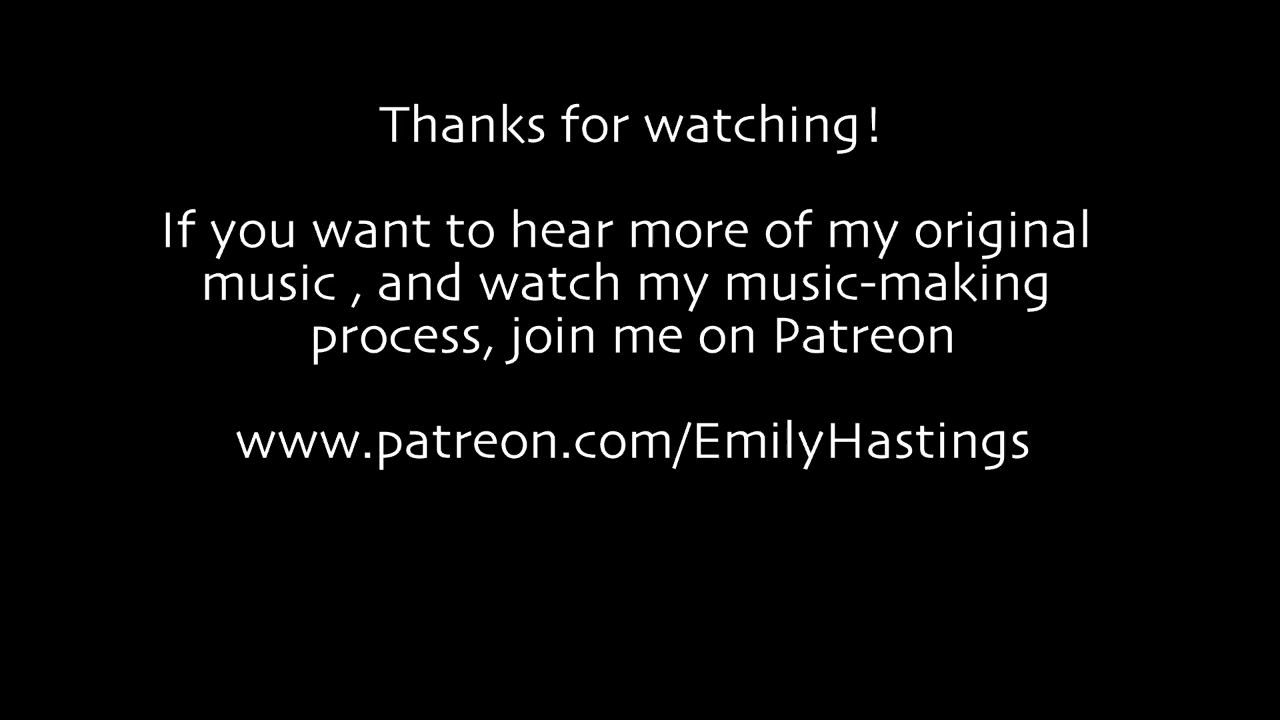 Thanks for watching!
If you want to hear more of my original
music , and watch my music-making
process, join me on Patreon
www.patreon.com/EmilyHastings